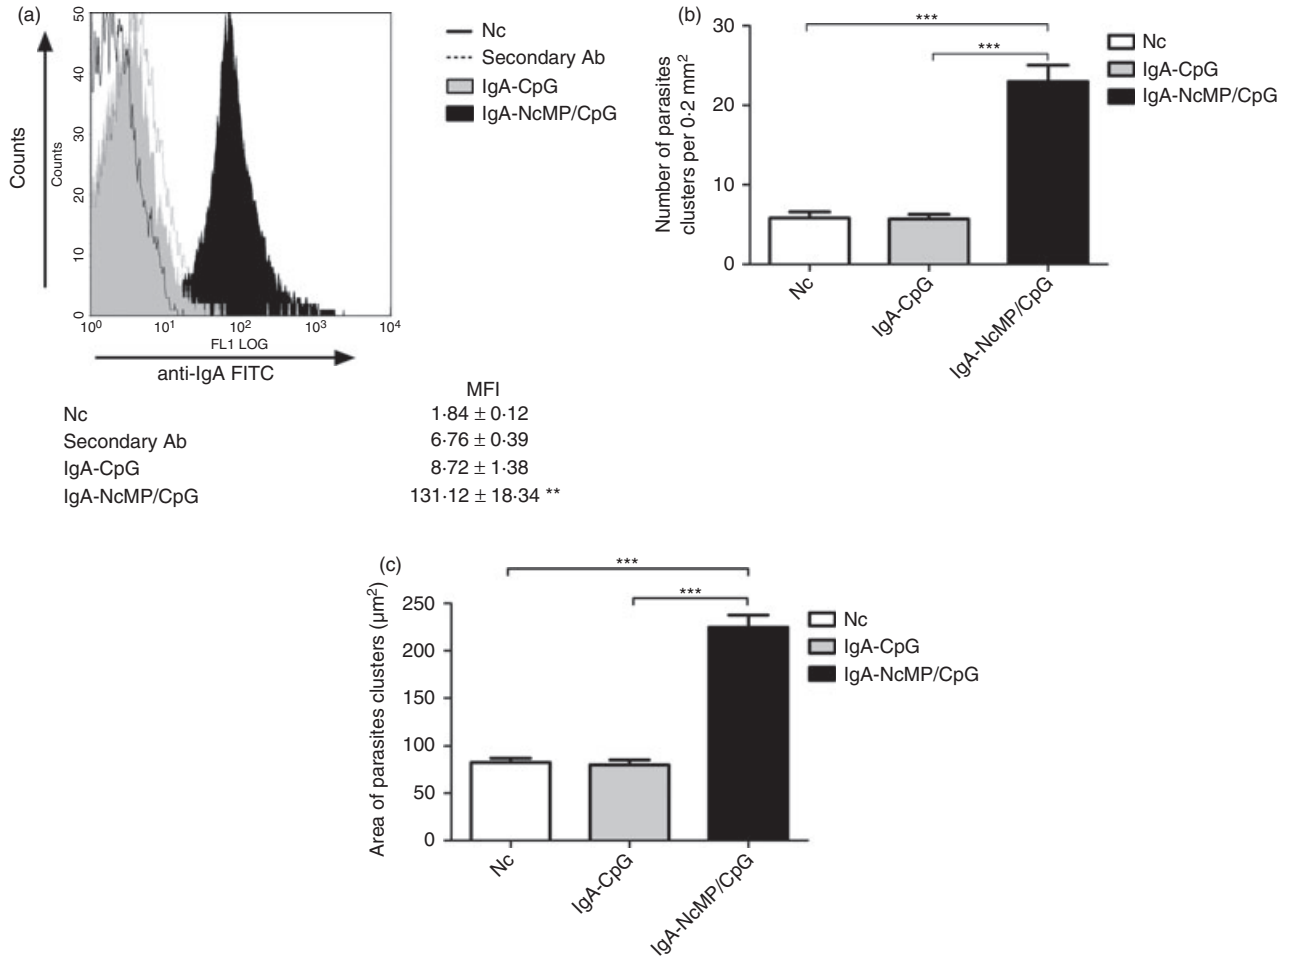 (a)
Counts
Counts
50
40
30
20
10
0
10⁰ 10¹ 10² 10³ 10⁴
FL1 LOG
anti-IgA FITC
Nc
Secondary Ab
IgA-CpG
IgA-NcMP/CpG
MFI
Nc 1·84 ± 0·12
Secondary Ab 6·76 ± 0·39
IgA-CpG 8·72 ± 1·38
IgA-NcMP/CpG 131·12 ± 18·34 **
(b)
Number of parasites
clusters per 0·2 mm²
30
20
10
0
***
***
Nc
IgA-CpG
IgA-NcMP/CpG
Nc
IgA-CpG
IgA-NcMP/CpG
(c)
Area of parasites clusters (µm²)
250
200
150
100
50
0
***
***
Nc
IgA-CpG
IgA-NcMP/CpG
Nc
IgA-CpG
IgA-NcMP/CpG